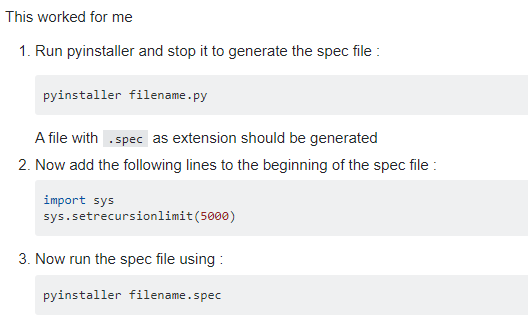 This worked for me
1. Run pyinstaller and stop it to generate the spec file :
pyinstaller filename.py
A file with .spec as extension should be generated
2. Now add the following lines to the beginning of the spec file :
import sys
sys.setrecursionlimit(5000)
3. Now run the spec file using :
pyinstaller filename.spec